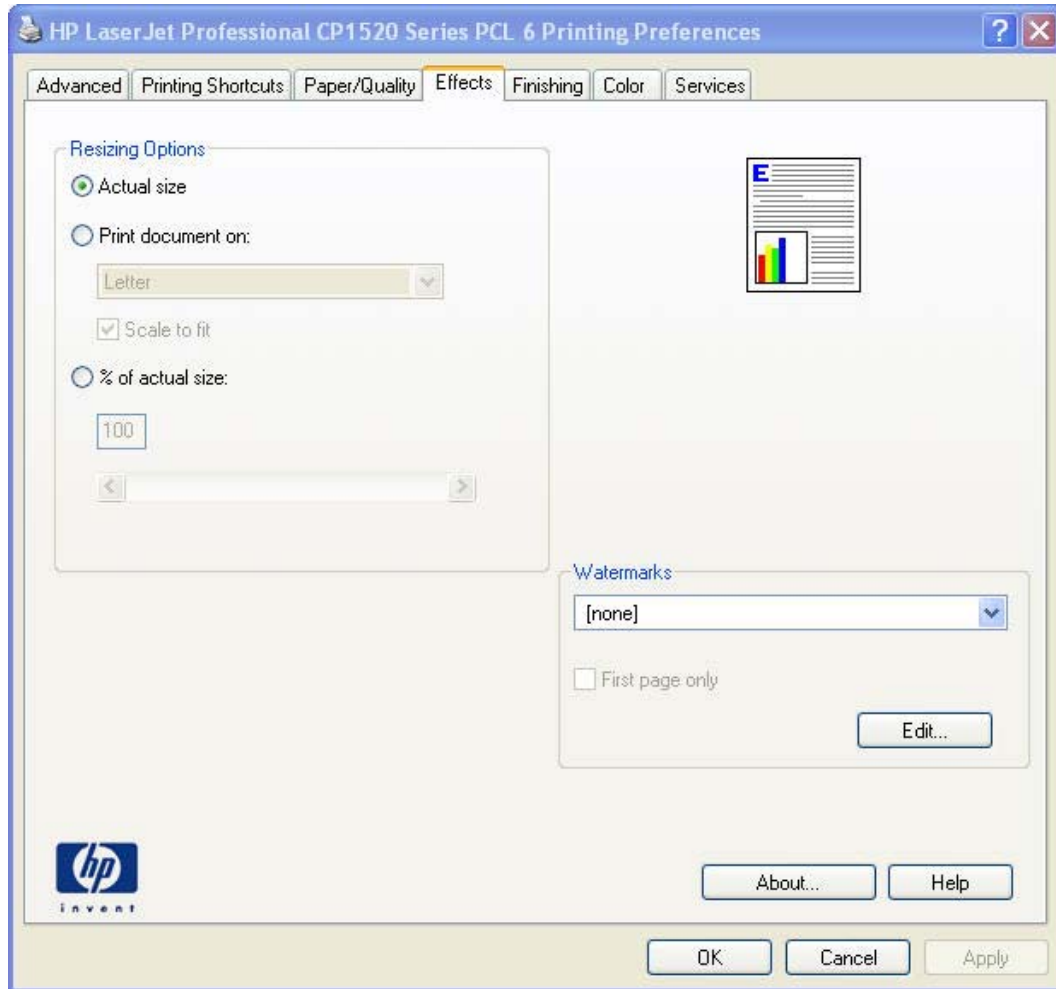 HP LaserJet Professional CP1520 Series PCL 6 Printing Preferences
Advanced Printing Shortcuts Paper/Quality Effects Finishing Color Services
Resizing Options
Actual size
Print document on:
Letter
Scale to fit
% of actual size:
100
E
Watermarks
[none]
First page only
Edit...
hp
invent
About... Help
OK Cancel Apply